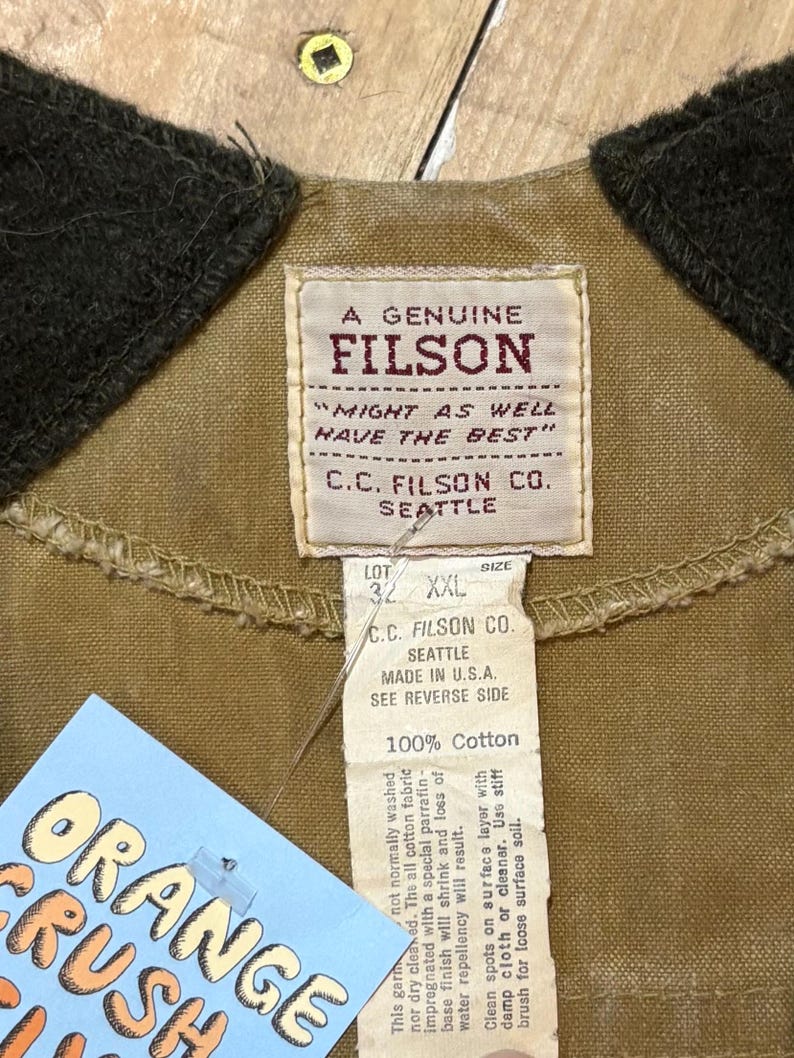 A GENUINE
FILSON
"MIGHT AS WELL
HAVE THE BEST"
C.C. FILSON CO.
SEATTLE
LOT SIZE
32 XXL
C.C. FILSON CO.
SEATTLE
MADE IN U.S.A.
SEE REVERSE SIDE
100% Cotton
This not normally washed
nor dry cleaned. The all cotton fabric
impregnated with a special parrafin-
base finish will shrink and loss of
water repellency will result.
Clean spots on surface layer with
damp cloth or cleaner. Use stiff
brush for loose surface soil.
ORANGE
CRUSH